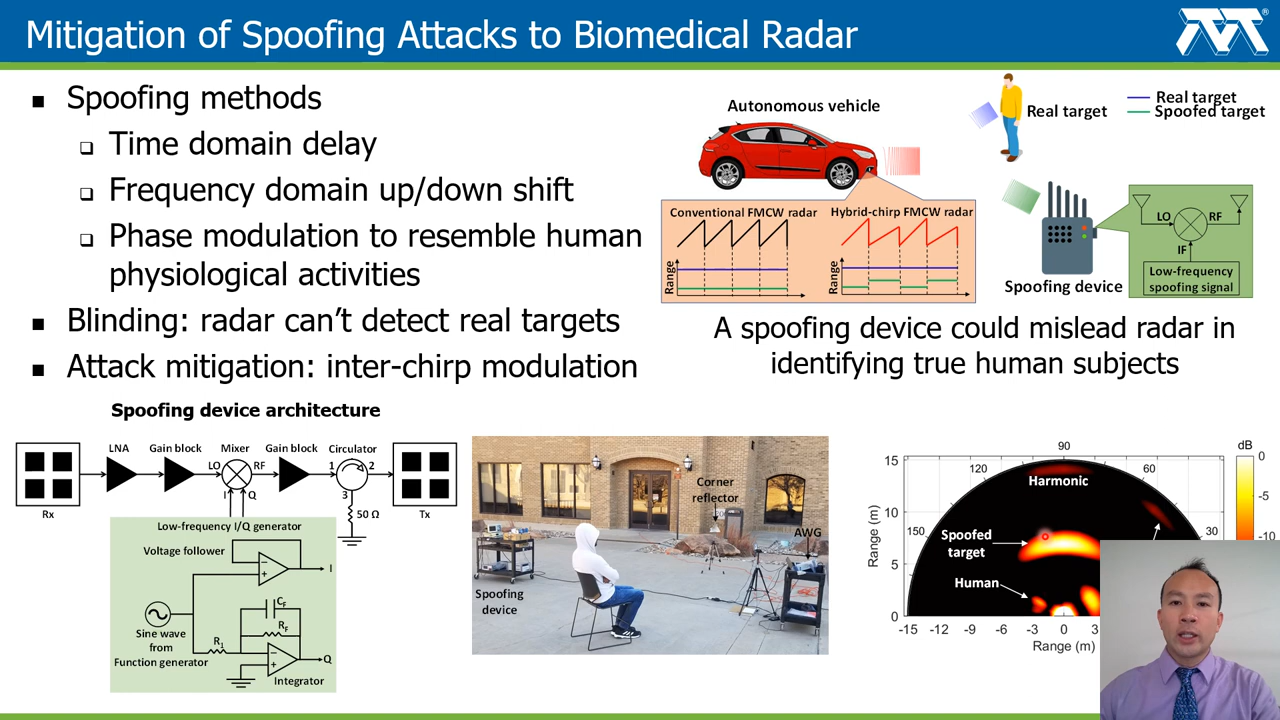 Mitigation of Spoofing Attacks to Biomedical Radar
Spoofing methods
Time domain delay
Frequency domain up/down shift
Phase modulation to resemble human
physiological activities
Blinding: radar can't detect real targets
Attack mitigation: inter-chirp modulation
Autonomous vehicle
Real target
Real target
Spoofed target
Conventional FMCW radar
Hybrid-chirp FMCW radar
Range
Range
LO
RF
IF
Low-frequency
spoofing signal
Spoofing device
A spoofing device could mislead radar in
identifying true human subjects
Spoofing device architecture
LNA
Gain block
Mixer
Gain block
Circulator
LO
RF
1
2
3
I
Q
50 Ω
Rx
Tx
Low-frequency I/Q generator
Voltage follower
I
Sine wave
from
Function generator
R1
CF
RF
Q
Integrator
Corner
reflector
AWG
Spoofing
device
90
120
60
150
30
Harmonic
Spoofed
target
Human
15
10
5
0
Range (m)
-15 -12 -9 -6 -3 0 3
Range (m)
dB
0
-5
-10